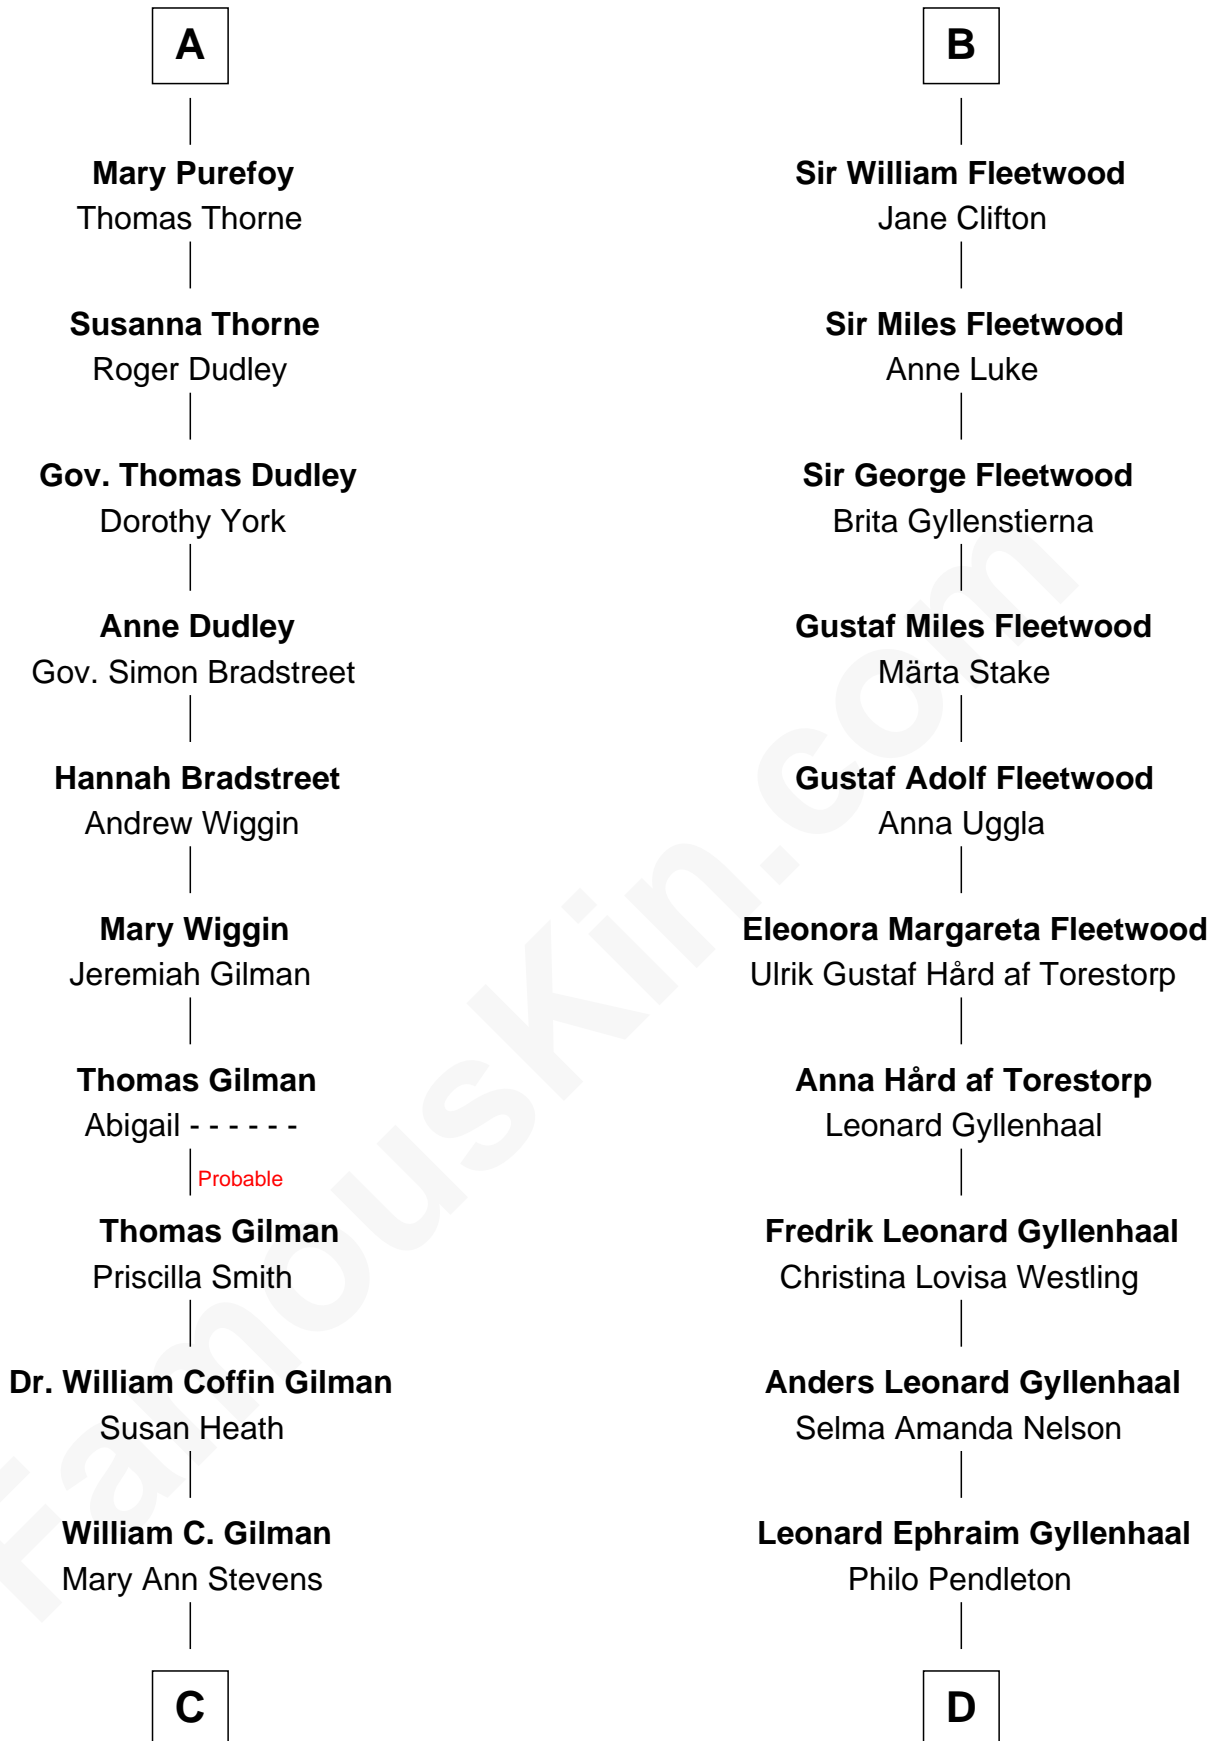 A
Mary Purefoy
Thomas Thorne
Susanna Thorne
Roger Dudley
Gov. Thomas Dudley
Dorothy York
Anne Dudley
Gov. Simon Bradstreet
Hannah Bradstreet
Andrew Wiggin
Mary Wiggin
Jeremiah Gilman
Thomas Gilman
Abigail - - - - - -
Probable
Thomas Gilman
Priscilla Smith
Dr. William Coffin Gilman
Susan Heath
William C. Gilman
Mary Ann Stevens
C
B
Sir William Fleetwood
Jane Clifton
Sir Miles Fleetwood
Anne Luke
Sir George Fleetwood
Brita Gyllenstierna
Gustaf Miles Fleetwood
Märta Stake
Gustaf Adolf Fleetwood
Anna Uggla
Eleonora Margareta Fleetwood
Ulrik Gustaf Hård af Torestorp
Anna Hård af Torestorp
Leonard Gyllenhaal
Fredrik Leonard Gyllenhaal
Christina Lovisa Westling
Anders Leonard Gyllenhaal
Selma Amanda Nelson
Leonard Ephraim Gyllenhaal
Philo Pendleton
D
FamousKin.com